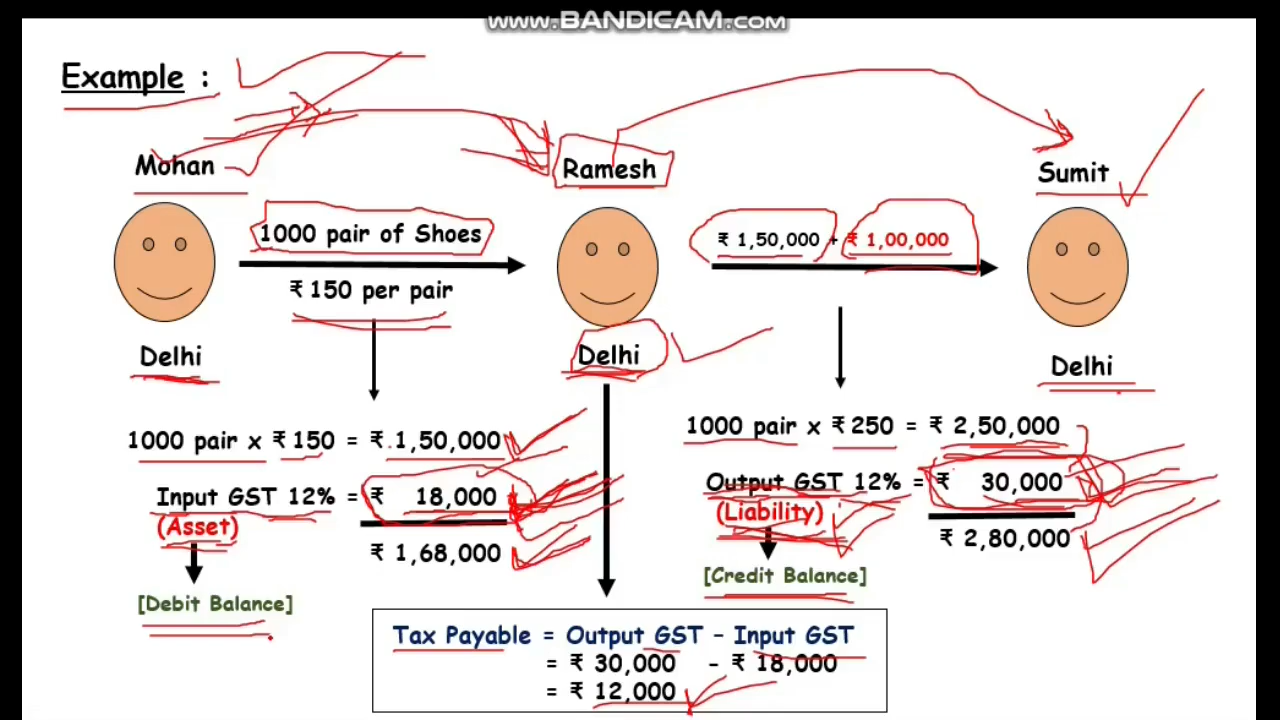 www.BANDICAM.com
Example :
Mohan
Ramesh
Sumit
1000 pair of Shoes
₹ 150 per pair
₹ 1,50,000 + ₹ 1,00,000
Delhi
Delhi
Delhi
1000 pair x ₹ 150 = ₹ 1,50,000
Input GST 12% = ₹ 18,000
(Asset)
₹ 1,68,000
[Debit Balance]
1000 pair x ₹ 250 = ₹ 2,50,000
Output GST 12% = ₹ 30,000
(Liability)
₹ 2,80,000
[Credit Balance]
Tax Payable = Output GST - Input GST
= ₹ 30,000 - ₹ 18,000
= ₹ 12,000